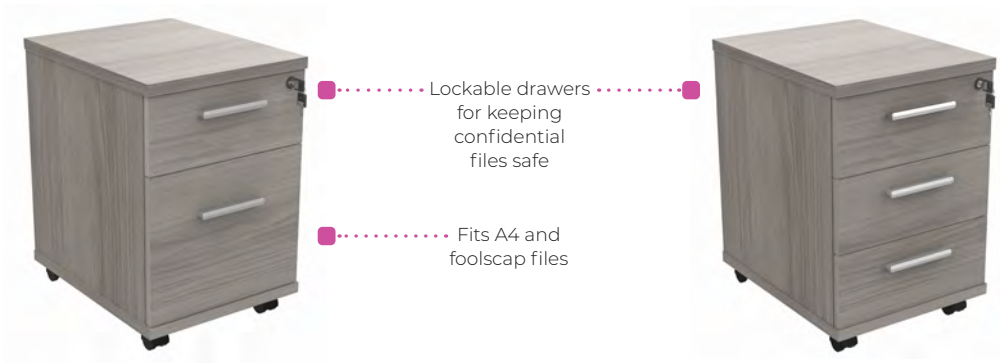 Lockable drawers
for keeping
confidential
files safe
Fits A4 and
foolscap files